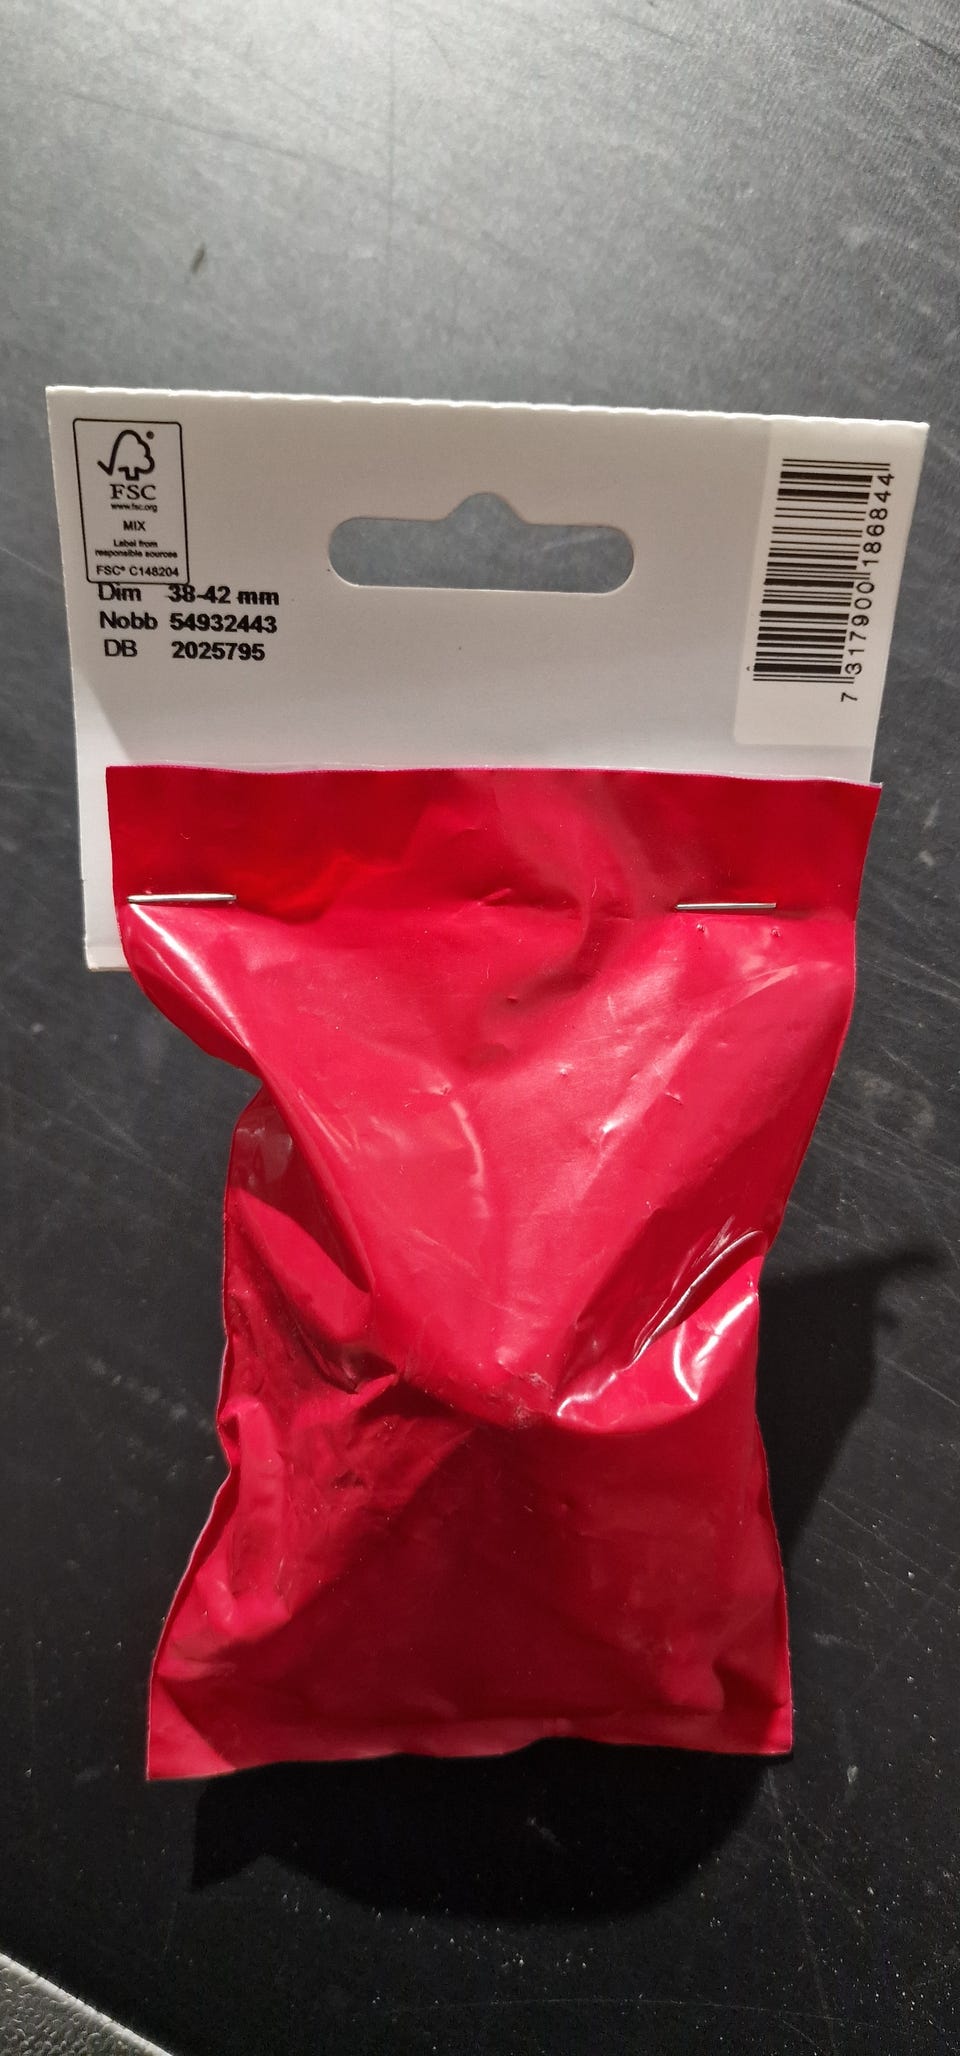 FSC®
www.fsc.org
MIX
Label from
responsible sources
FSC® C148204
Dim 38-42 mm
Nobb 54932443
DB 2025795
7 317900 186844